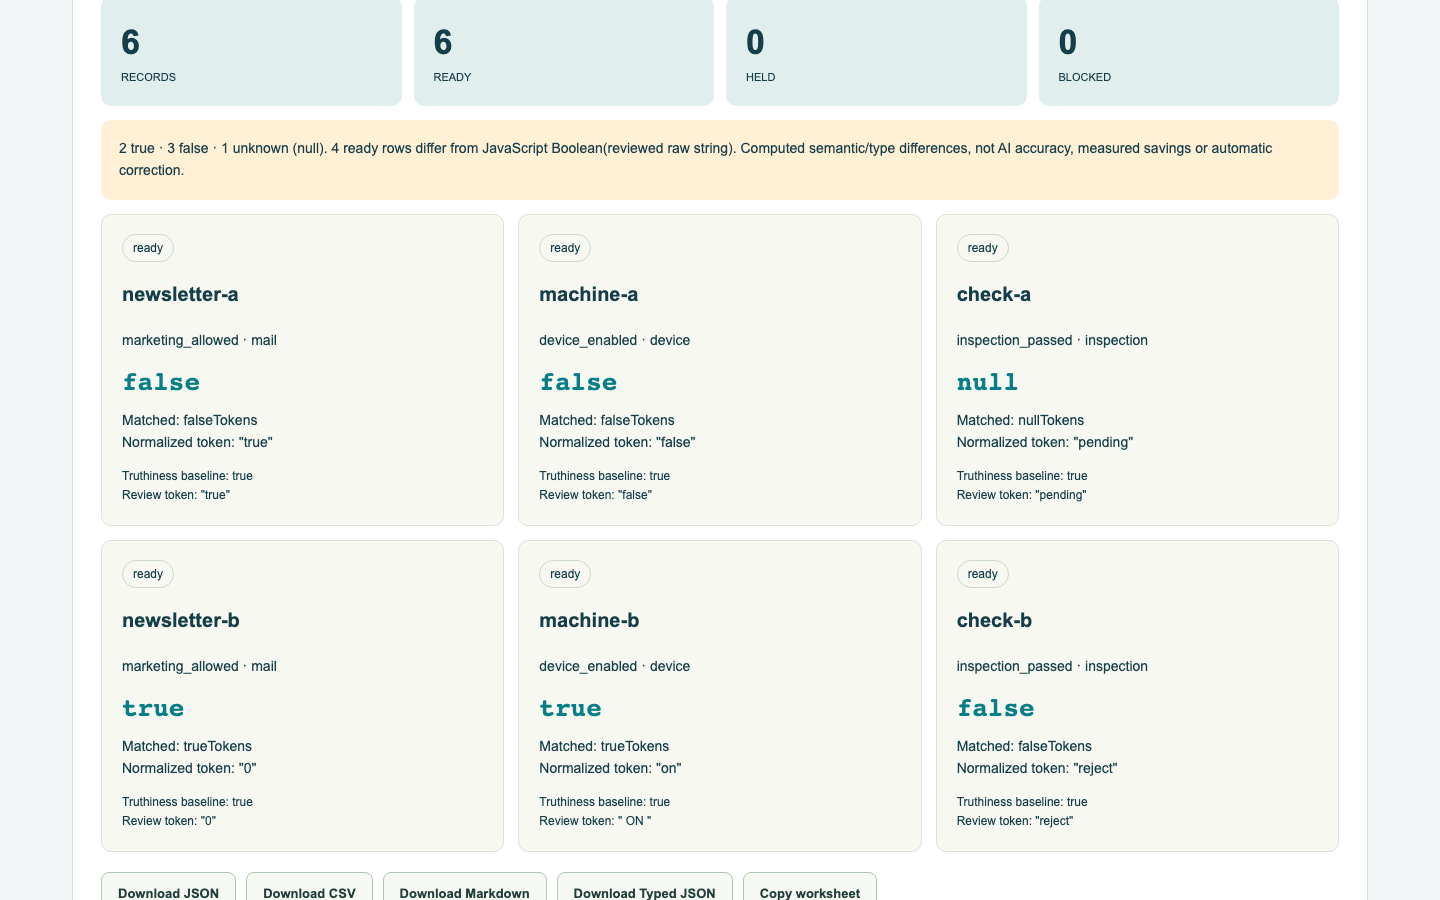 6
RECORDS
6
READY
0
HELD
0
BLOCKED
2 true · 3 false · 1 unknown (null). 4 ready rows differ from JavaScript Boolean(reviewed raw string). Computed semantic/type differences, not AI accuracy, measured savings or automatic
correction.
ready
newsletter-a
marketing_allowed · mail
false
Matched: falseTokens
Normalized token: "true"
Truthiness baseline: true
Review token: "true"
ready
machine-a
device_enabled · device
false
Matched: falseTokens
Normalized token: "false"
Truthiness baseline: true
Review token: "false"
ready
check-a
inspection_passed · inspection
null
Matched: nullTokens
Normalized token: "pending"
Truthiness baseline: true
Review token: "pending"
ready
newsletter-b
marketing_allowed · mail
true
Matched: trueTokens
Normalized token: "0"
Truthiness baseline: true
Review token: "0"
ready
machine-b
device_enabled · device
true
Matched: trueTokens
Normalized token: "on"
Truthiness baseline: true
Review token: " ON "
ready
check-b
inspection_passed · inspection
false
Matched: falseTokens
Normalized token: "reject"
Truthiness baseline: true
Review token: "reject"
Download JSON
Download CSV
Download Markdown
Download Typed JSON
Copy worksheet